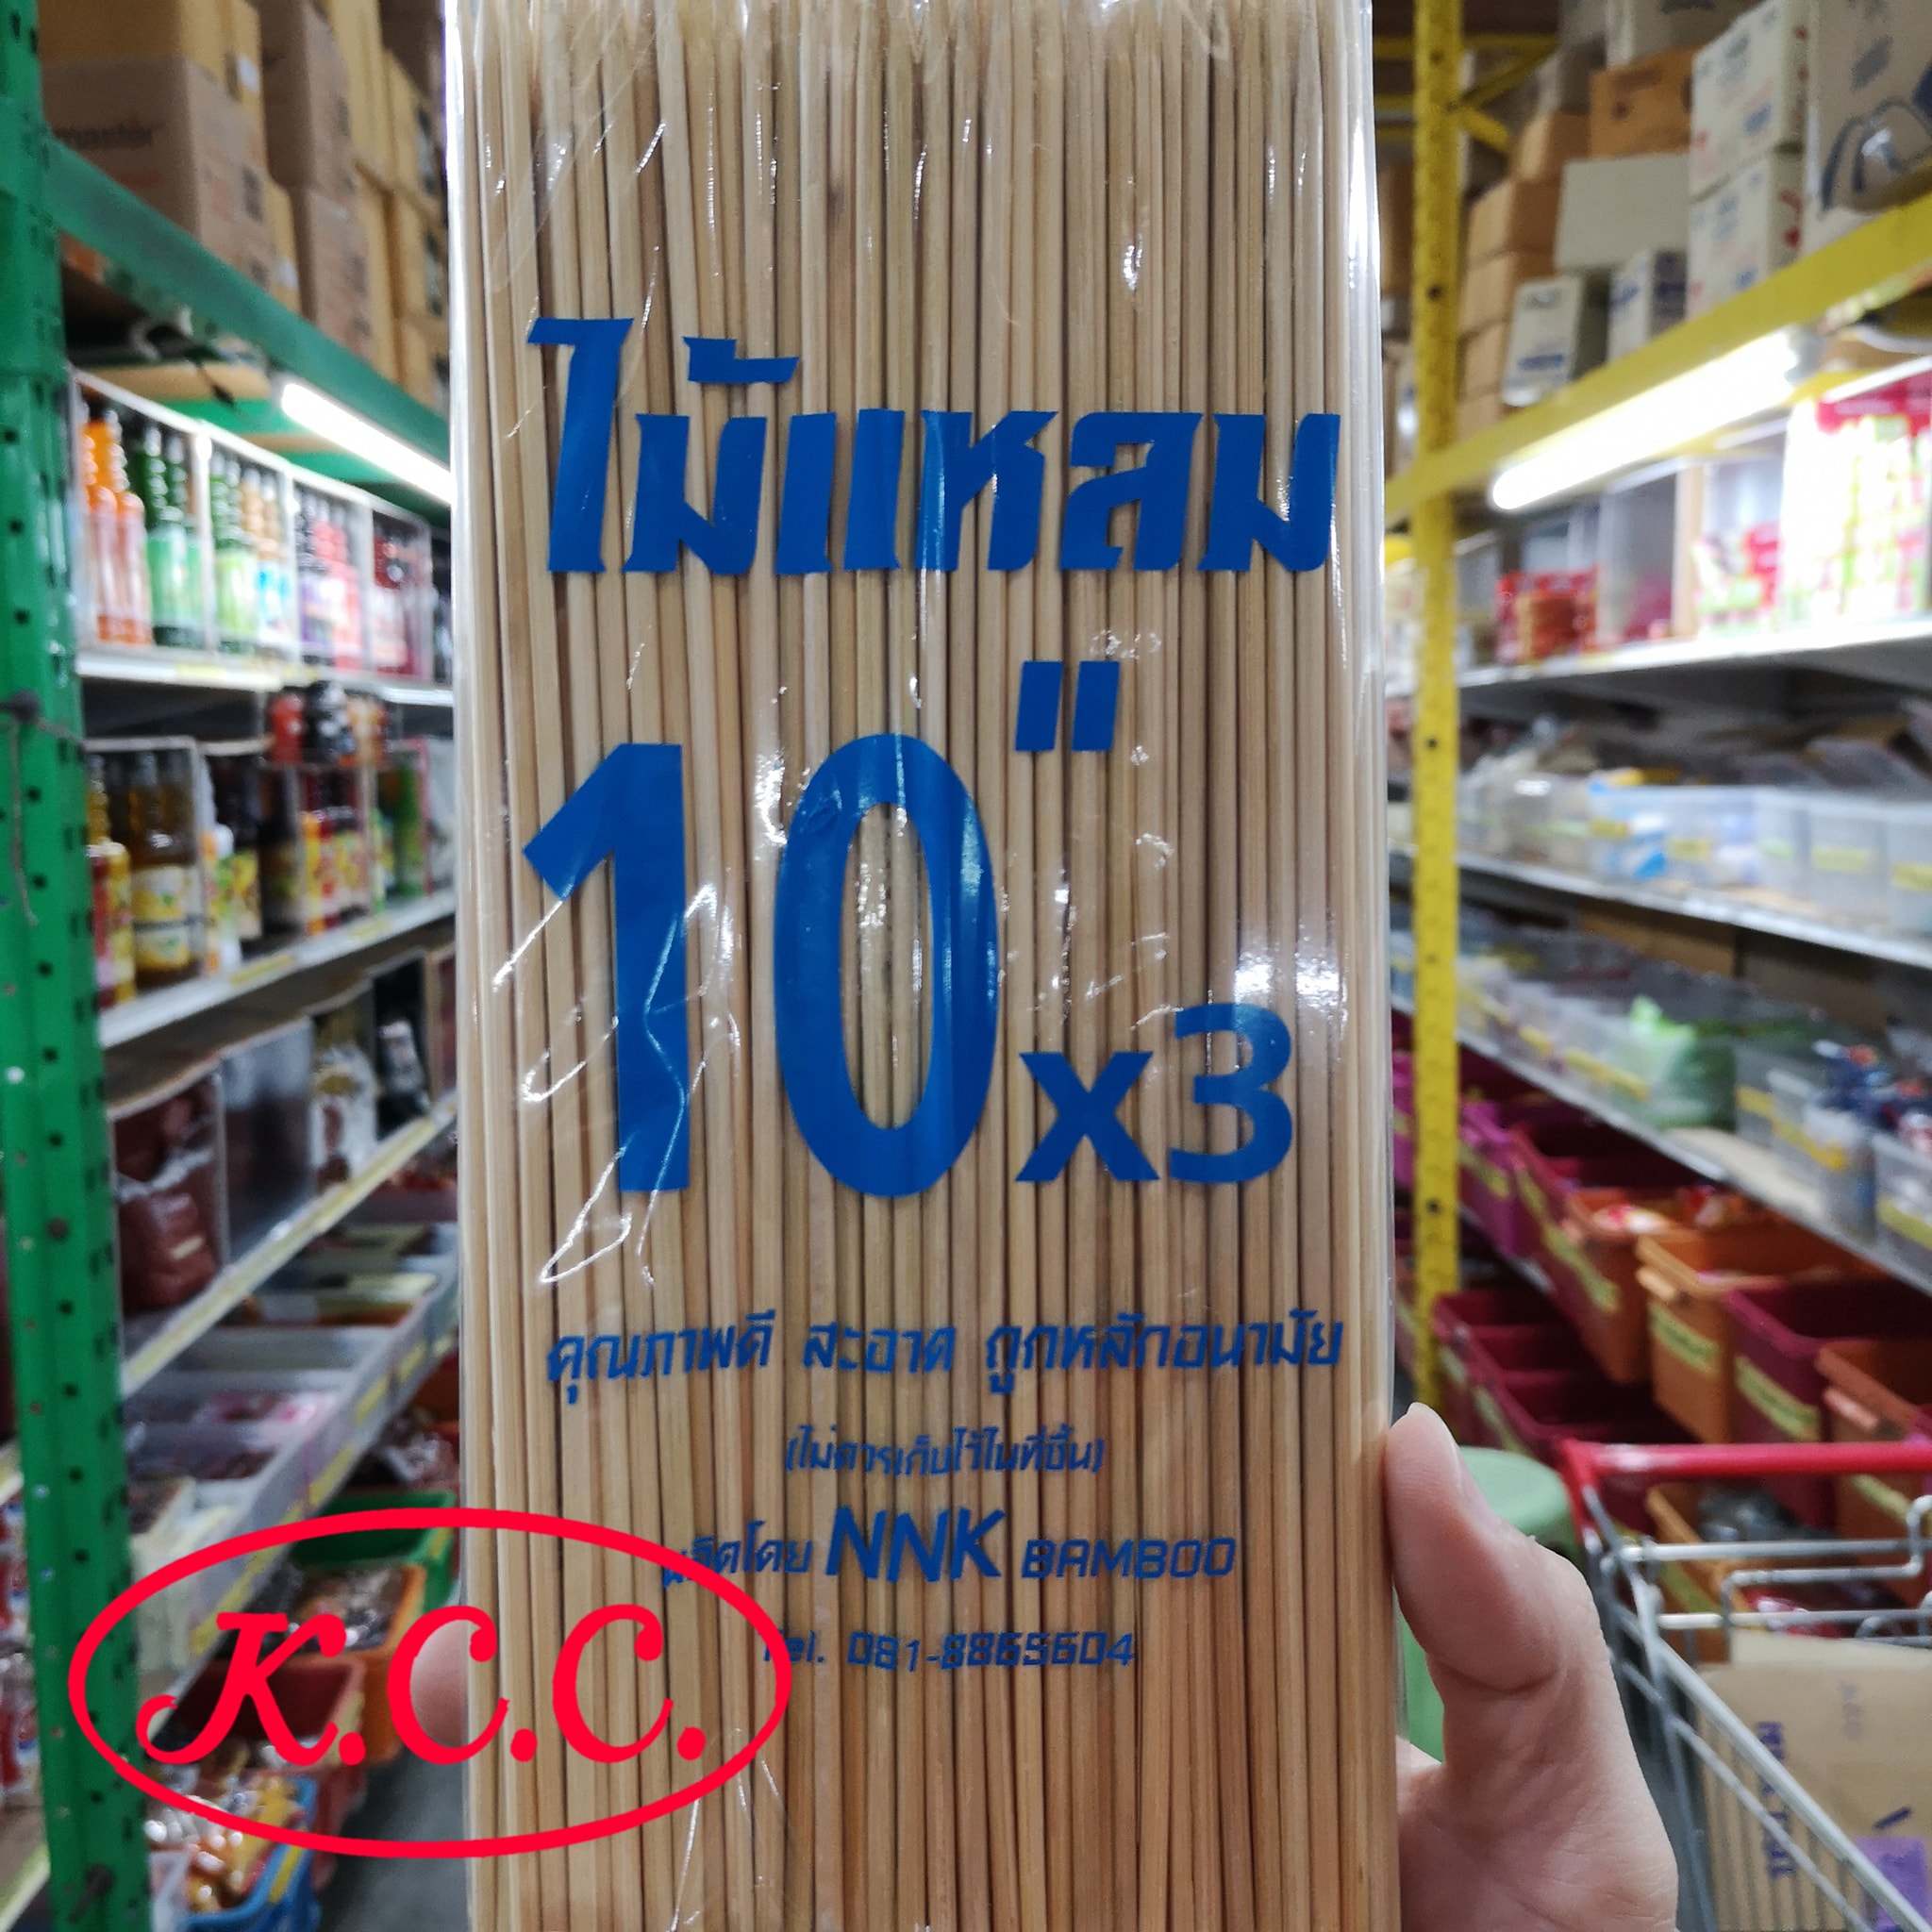 ไม้แหลม
10" x3
คุณภาพดี สะอาด ถูกหลักอนามัย
(ไม่ควรเก็บไว้ในที่ชื้น)
ผลิตโดย NNK BAMBOO
Tel. 081-8865604
K.C.C.